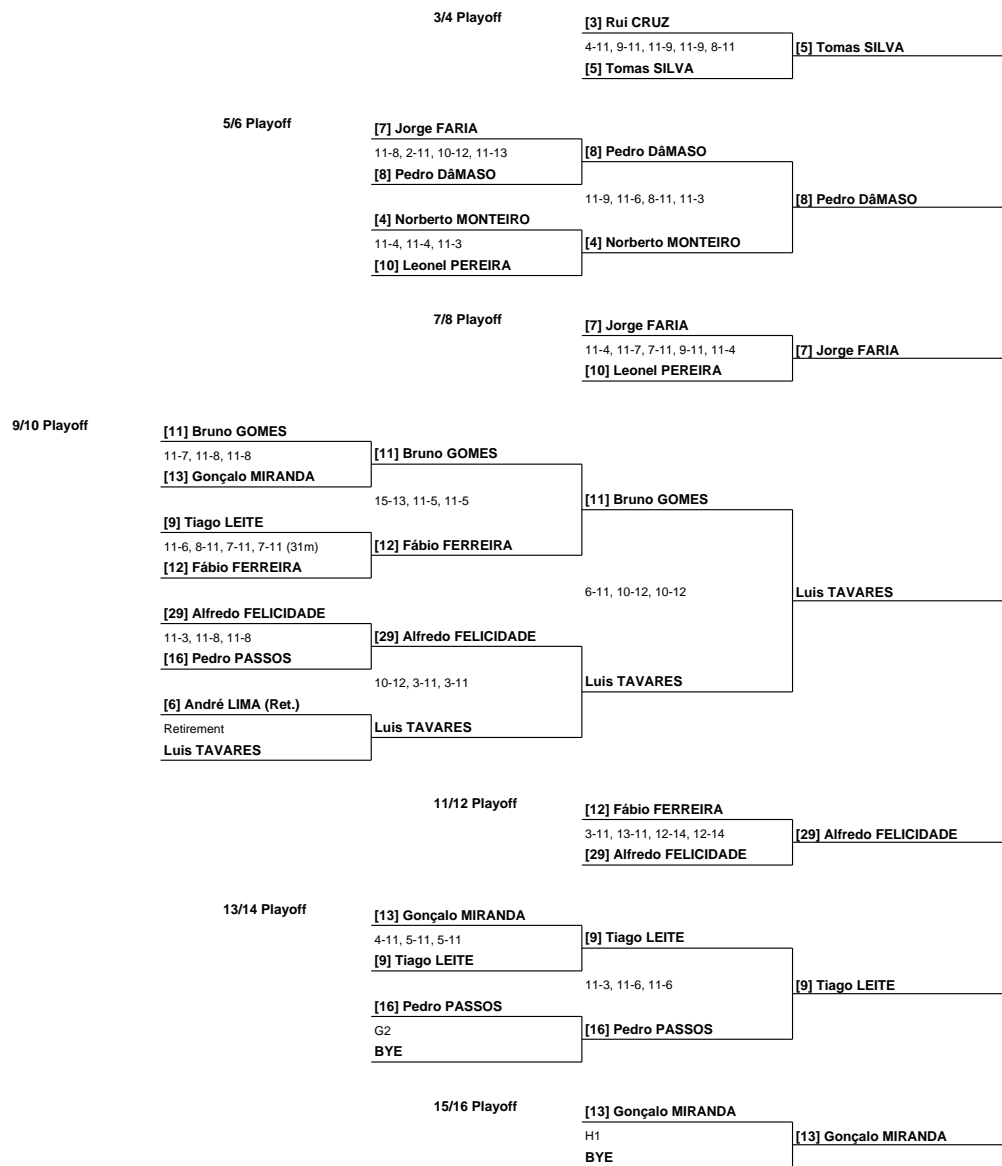 3/4 Playoff
[3] Rui CRUZ
4-11, 9-11, 11-9, 11-9, 8-11
[5] Tomas SILVA
[5] Tomas SILVA
5/6 Playoff
[7] Jorge FARIA
11-8, 2-11, 10-12, 11-13
[8] Pedro DâMASO
[8] Pedro DâMASO
11-9, 11-6, 8-11, 11-3
[8] Pedro DâMASO
[4] Norberto MONTEIRO
11-4, 11-4, 11-3
[4] Norberto MONTEIRO
[10] Leonel PEREIRA
7/8 Playoff
[7] Jorge FARIA
11-4, 11-7, 7-11, 9-11, 11-4
[7] Jorge FARIA
[10] Leonel PEREIRA
9/10 Playoff
[11] Bruno GOMES
11-7, 11-8, 11-8
[11] Bruno GOMES
[13] Gonçalo MIRANDA
15-13, 11-5, 11-5
[11] Bruno GOMES
[9] Tiago LEITE
11-6, 8-11, 7-11, 7-11 (31m)
[12] Fábio FERREIRA
[12] Fábio FERREIRA
6-11, 10-12, 10-12
Luis TAVARES
[29] Alfredo FELICIDADE
11-3, 11-8, 11-8
[29] Alfredo FELICIDADE
[16] Pedro PASSOS
10-12, 3-11, 3-11
Luis TAVARES
[6] André LIMA (Ret.)
Retirement
Luis TAVARES
Luis TAVARES
11/12 Playoff
[12] Fábio FERREIRA
3-11, 13-11, 12-14, 12-14
[29] Alfredo FELICIDADE
[29] Alfredo FELICIDADE
13/14 Playoff
[13] Gonçalo MIRANDA
4-11, 5-11, 5-11
[9] Tiago LEITE
[9] Tiago LEITE
11-3, 11-6, 11-6
[9] Tiago LEITE
[16] Pedro PASSOS
G2
[16] Pedro PASSOS
BYE
15/16 Playoff
[13] Gonçalo MIRANDA
H1
[13] Gonçalo MIRANDA
BYE